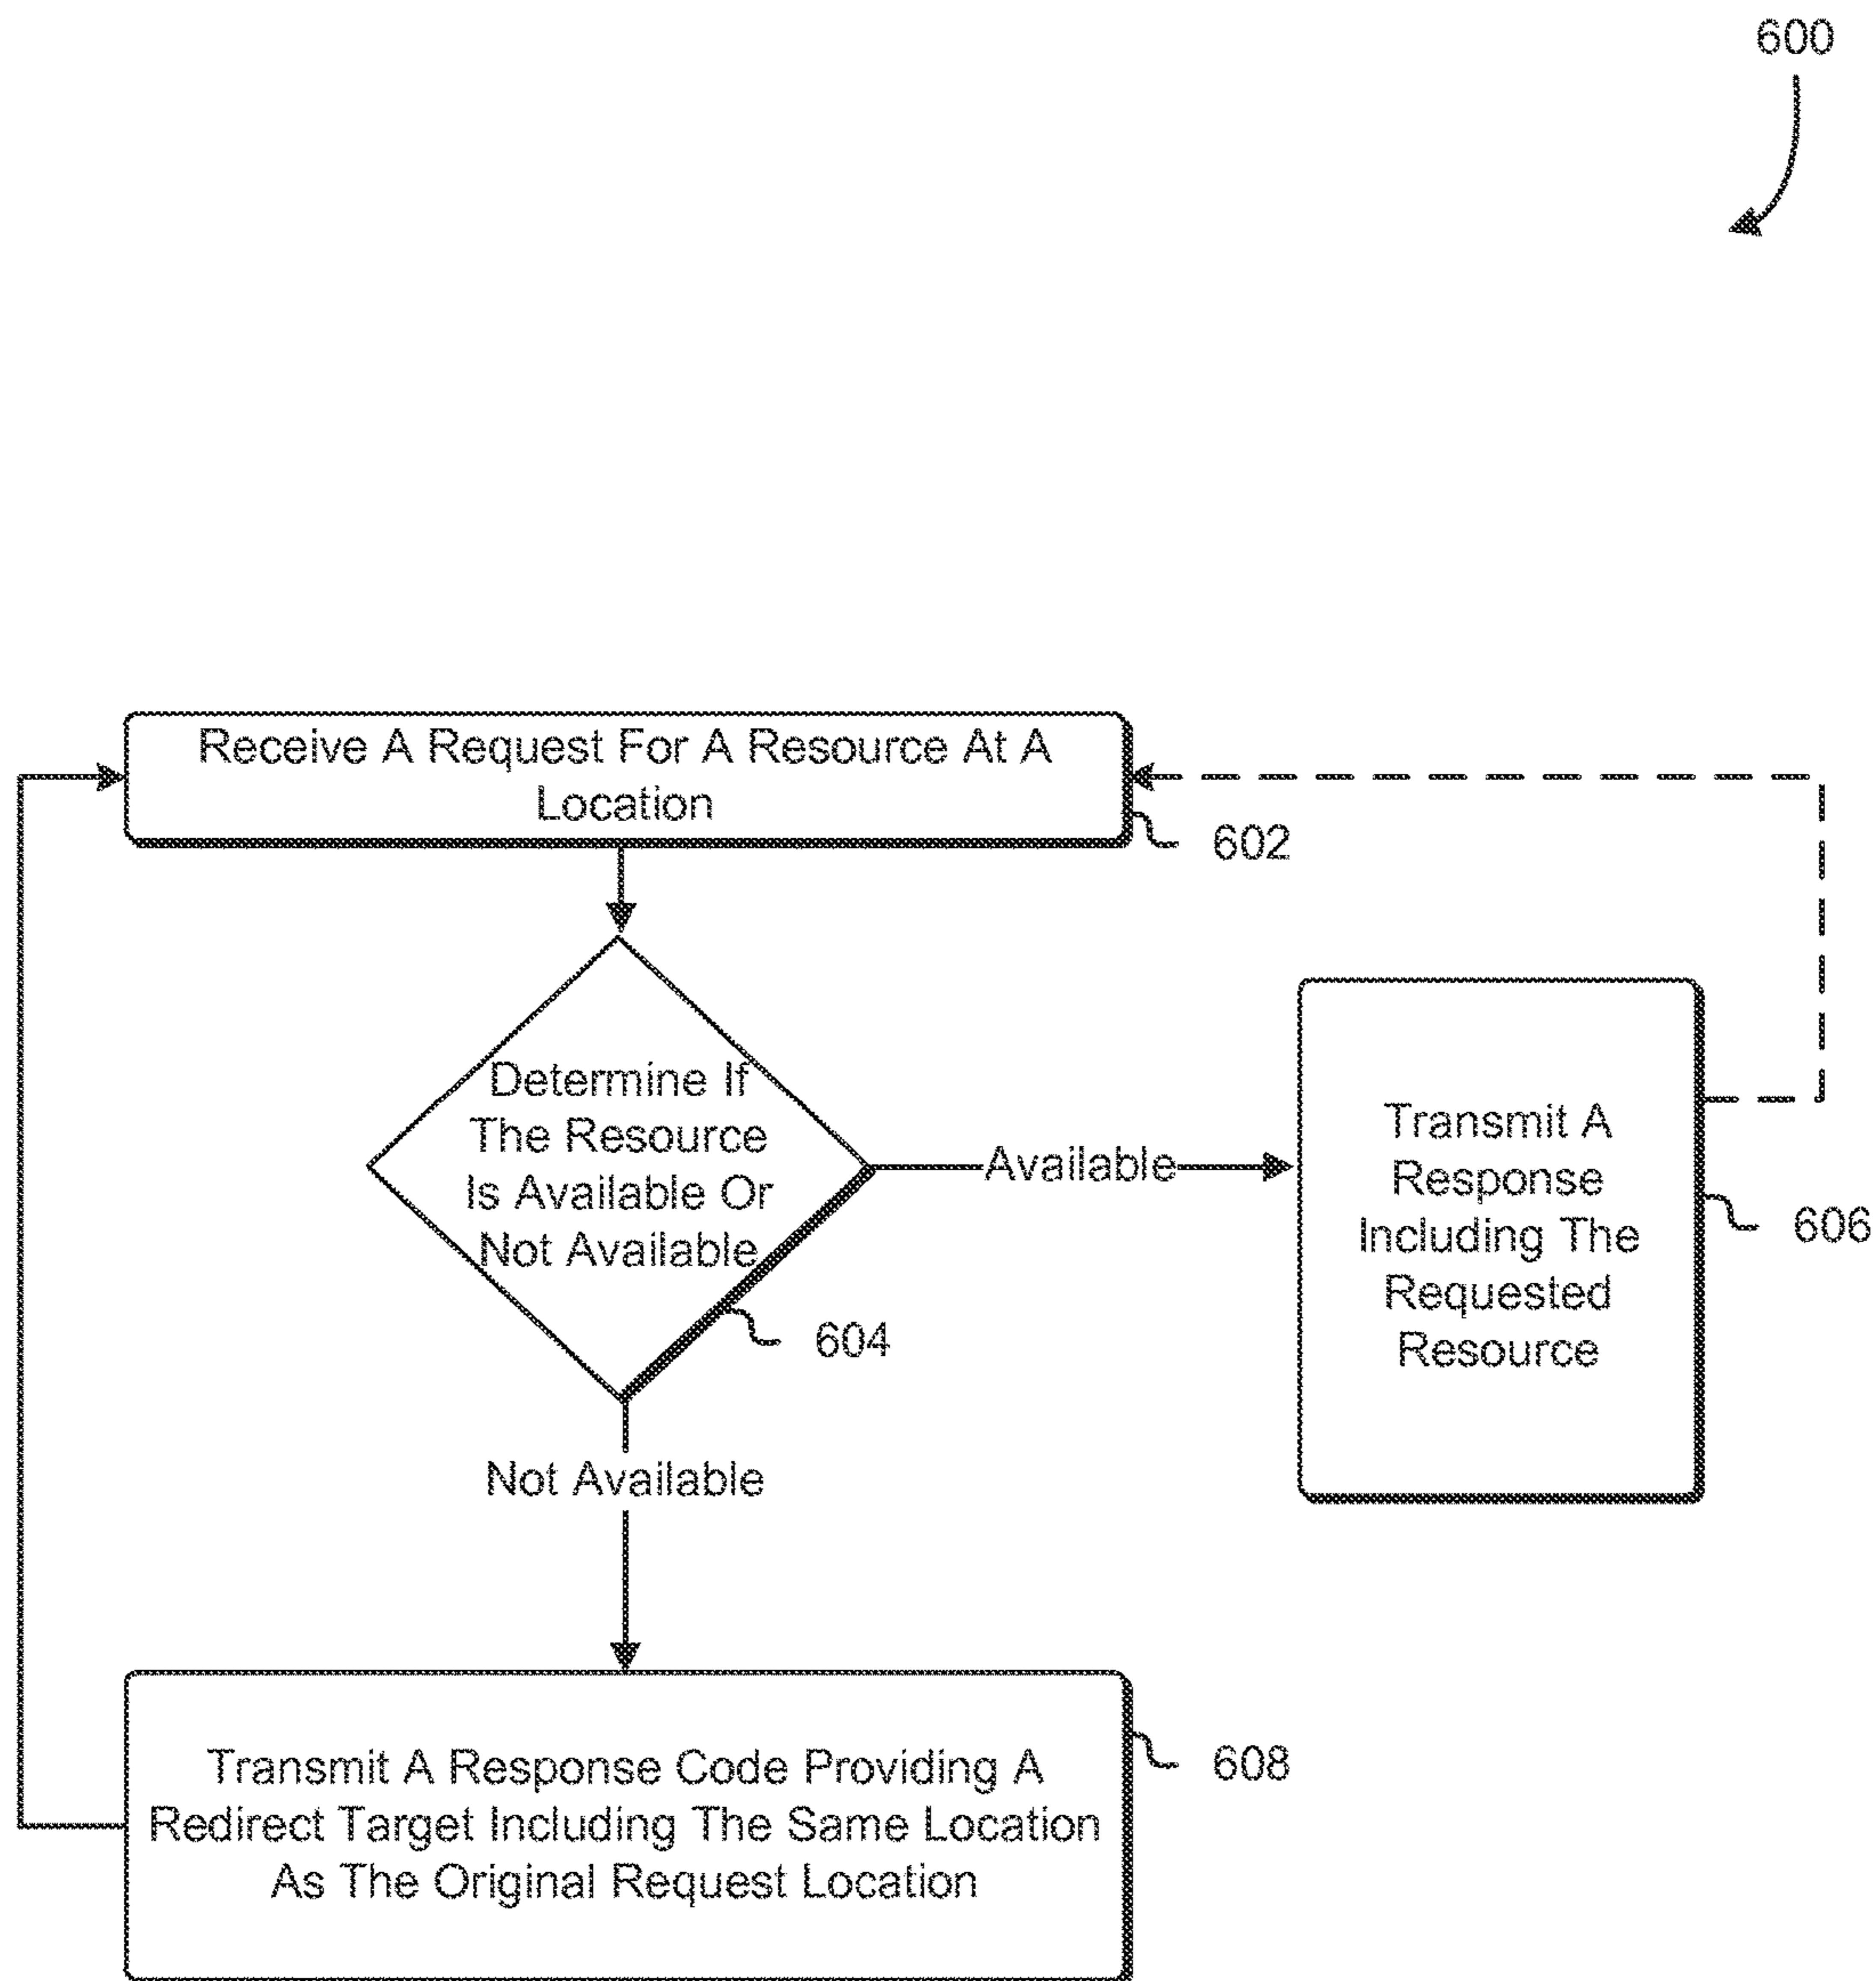 600
Receive A Request For A Resource At A
Location
602
Determine If
The Resource
Is Available Or
Not Available
604
Available
Transmit A
Response
Including The
Requested
Resource
606
Not Available
Transmit A Response Code Providing A
Redirect Target Including The Same Location
As The Original Request Location
608